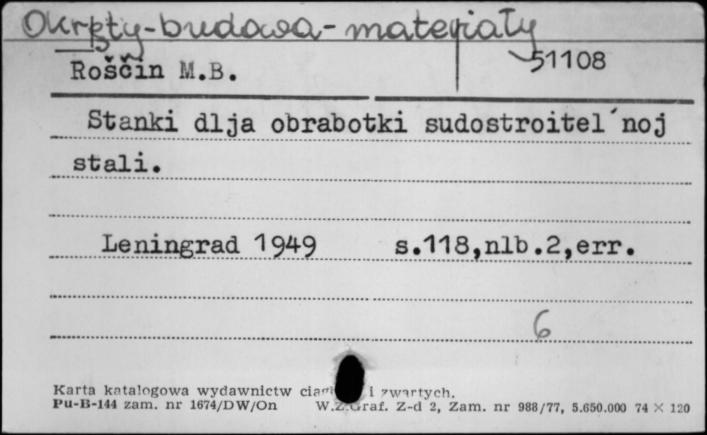 Okręty-budowa-materiały
51108
Roščin M.B.
Stanki dlja obrabotki sudostroitel´noj
stali.
Leningrad 1949 s.118,nlb.2,err.
6
Karta katalogowa wydawnictw i zwartych.
Pu-B-144 zam. nr 1674/DW/On W.Z.Graf. Z-d 2, Zam. nr 988/77, 5.650.000 74 × 120